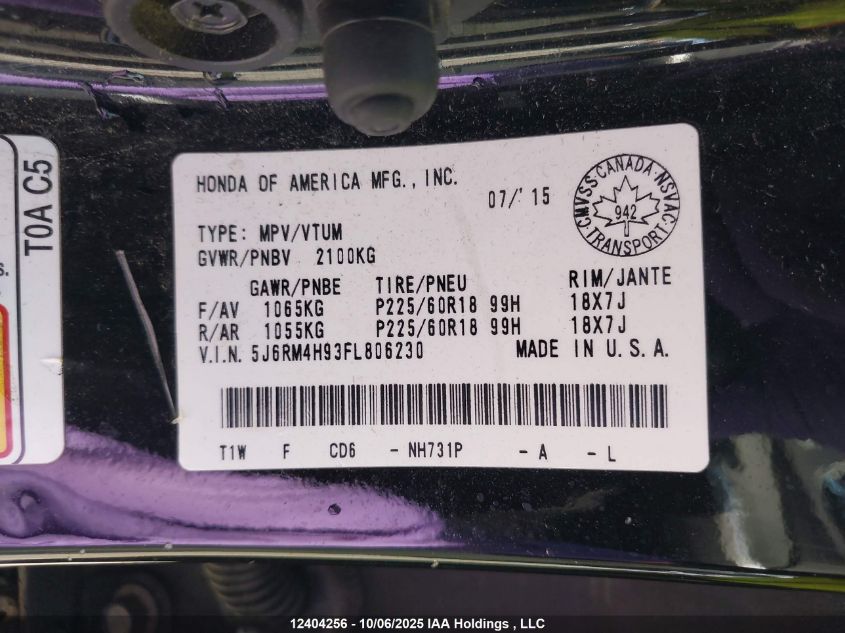 HONDA OF AMERICA MFG., INC.
07/'15
CMVSS·CANADA·NSVAC·TRANSPORT
942
TYPE: MPV/VTUM
GVWR/PNBV 2100KG
GAWR/PNBE TIRE/PNEU RIM/JANTE
F/AV 1065KG P225/60R18 99H 18X7J
R/AR 1055KG P225/60R18 99H 18X7J
V.I.N. 5J6RM4H93FL806230 MADE IN U.S.A.
T1W F CD6 - NH731P - A - L
T0A C5
s.
12404256 - 10/06/2025 IAA Holdings , LLC